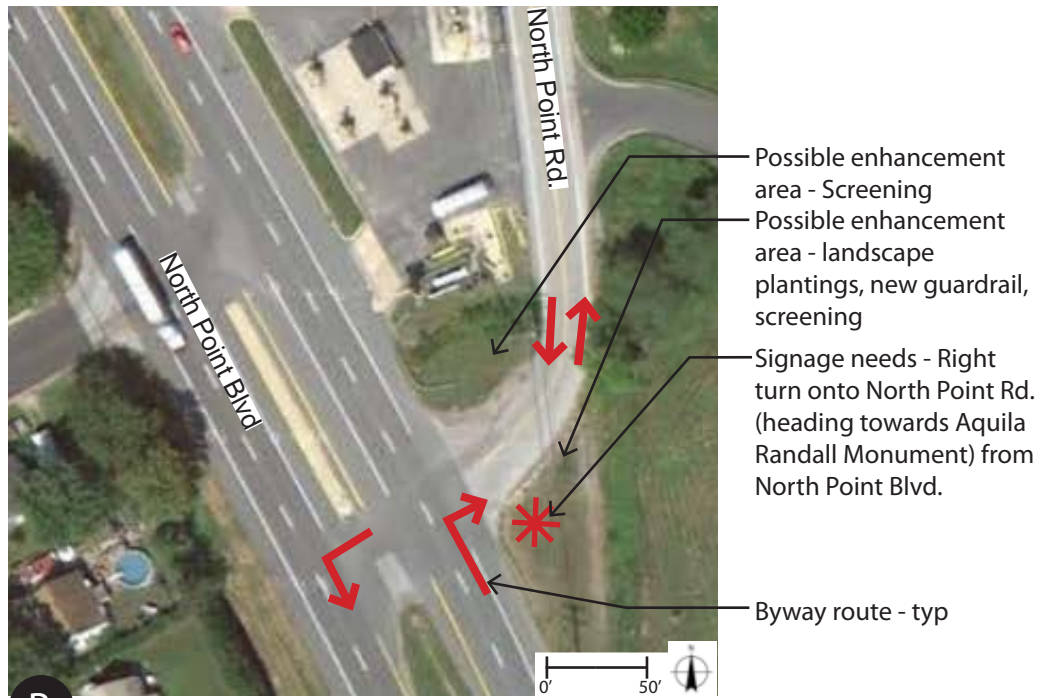 North Point Rd.
North Point Blvd
Possible enhancement
area - Screening
Possible enhancement
area - landscape
plantings, new guardrail,
screening
Signage needs - Right
turn onto North Point Rd.
(heading towards Aquila
Randall Monument) from
North Point Blvd.
Byway route - typ
0' 50'
N